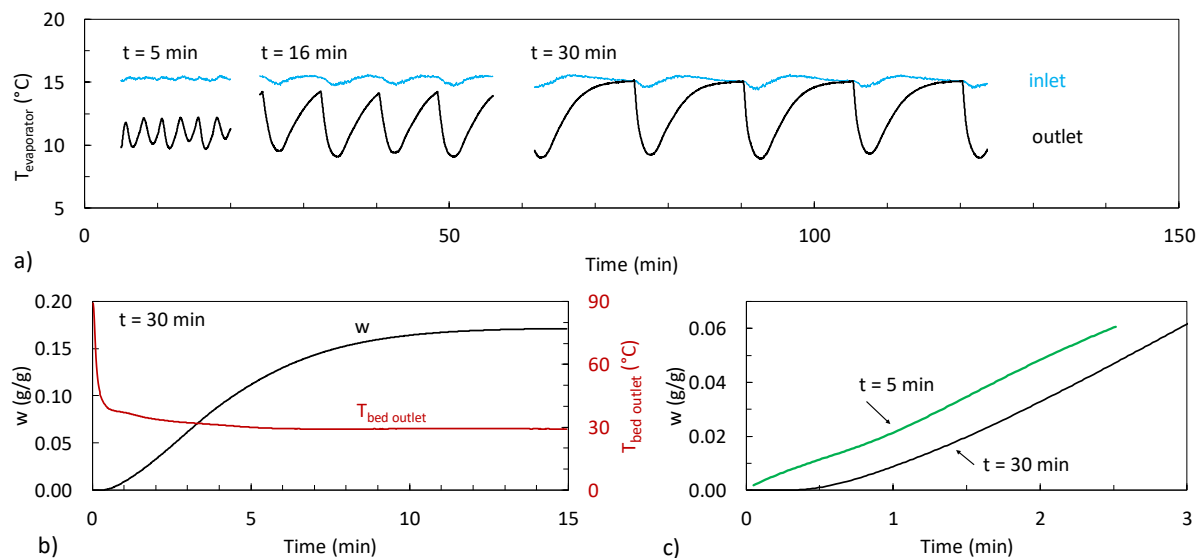 20
15
10
5
T evaporator (°C)
t = 5 min
t = 16 min
t = 30 min
inlet
outlet
0
50
100
150
a)
Time (min)
0.20
0.15
0.10
0.05
0.00
w (g/g)
t = 30 min
w
T bed outlet
90
60
30
0
T bed outlet (°C)
0
5
10
15
b)
Time (min)
0.06
0.04
0.02
0.00
w (g/g)
t = 5 min
t = 30 min
0
1
2
3
c)
Time (min)